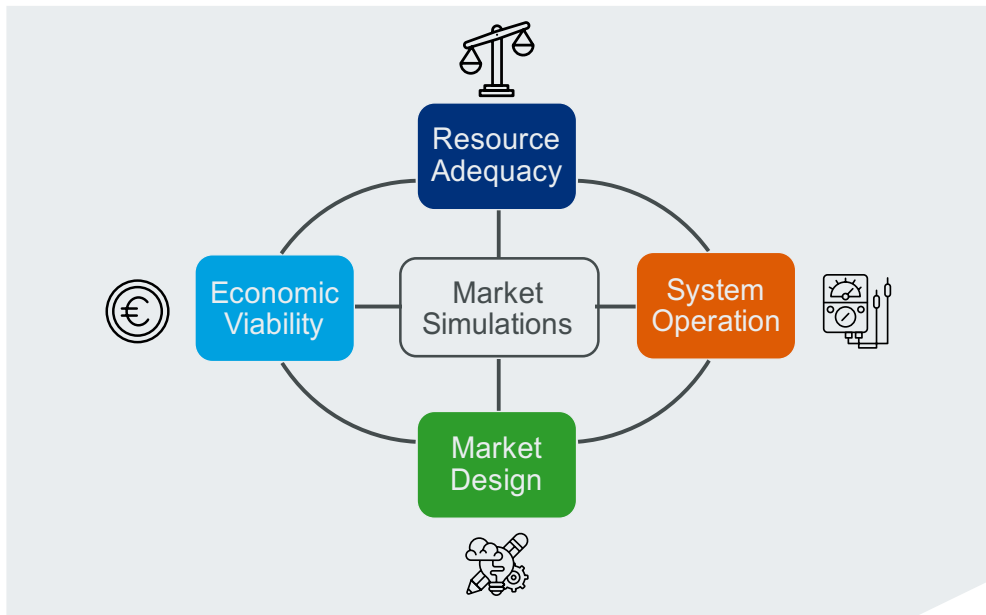 Resource
Adequacy
Economic
Viability
Market
Simulations
System
Operation
Market
Design